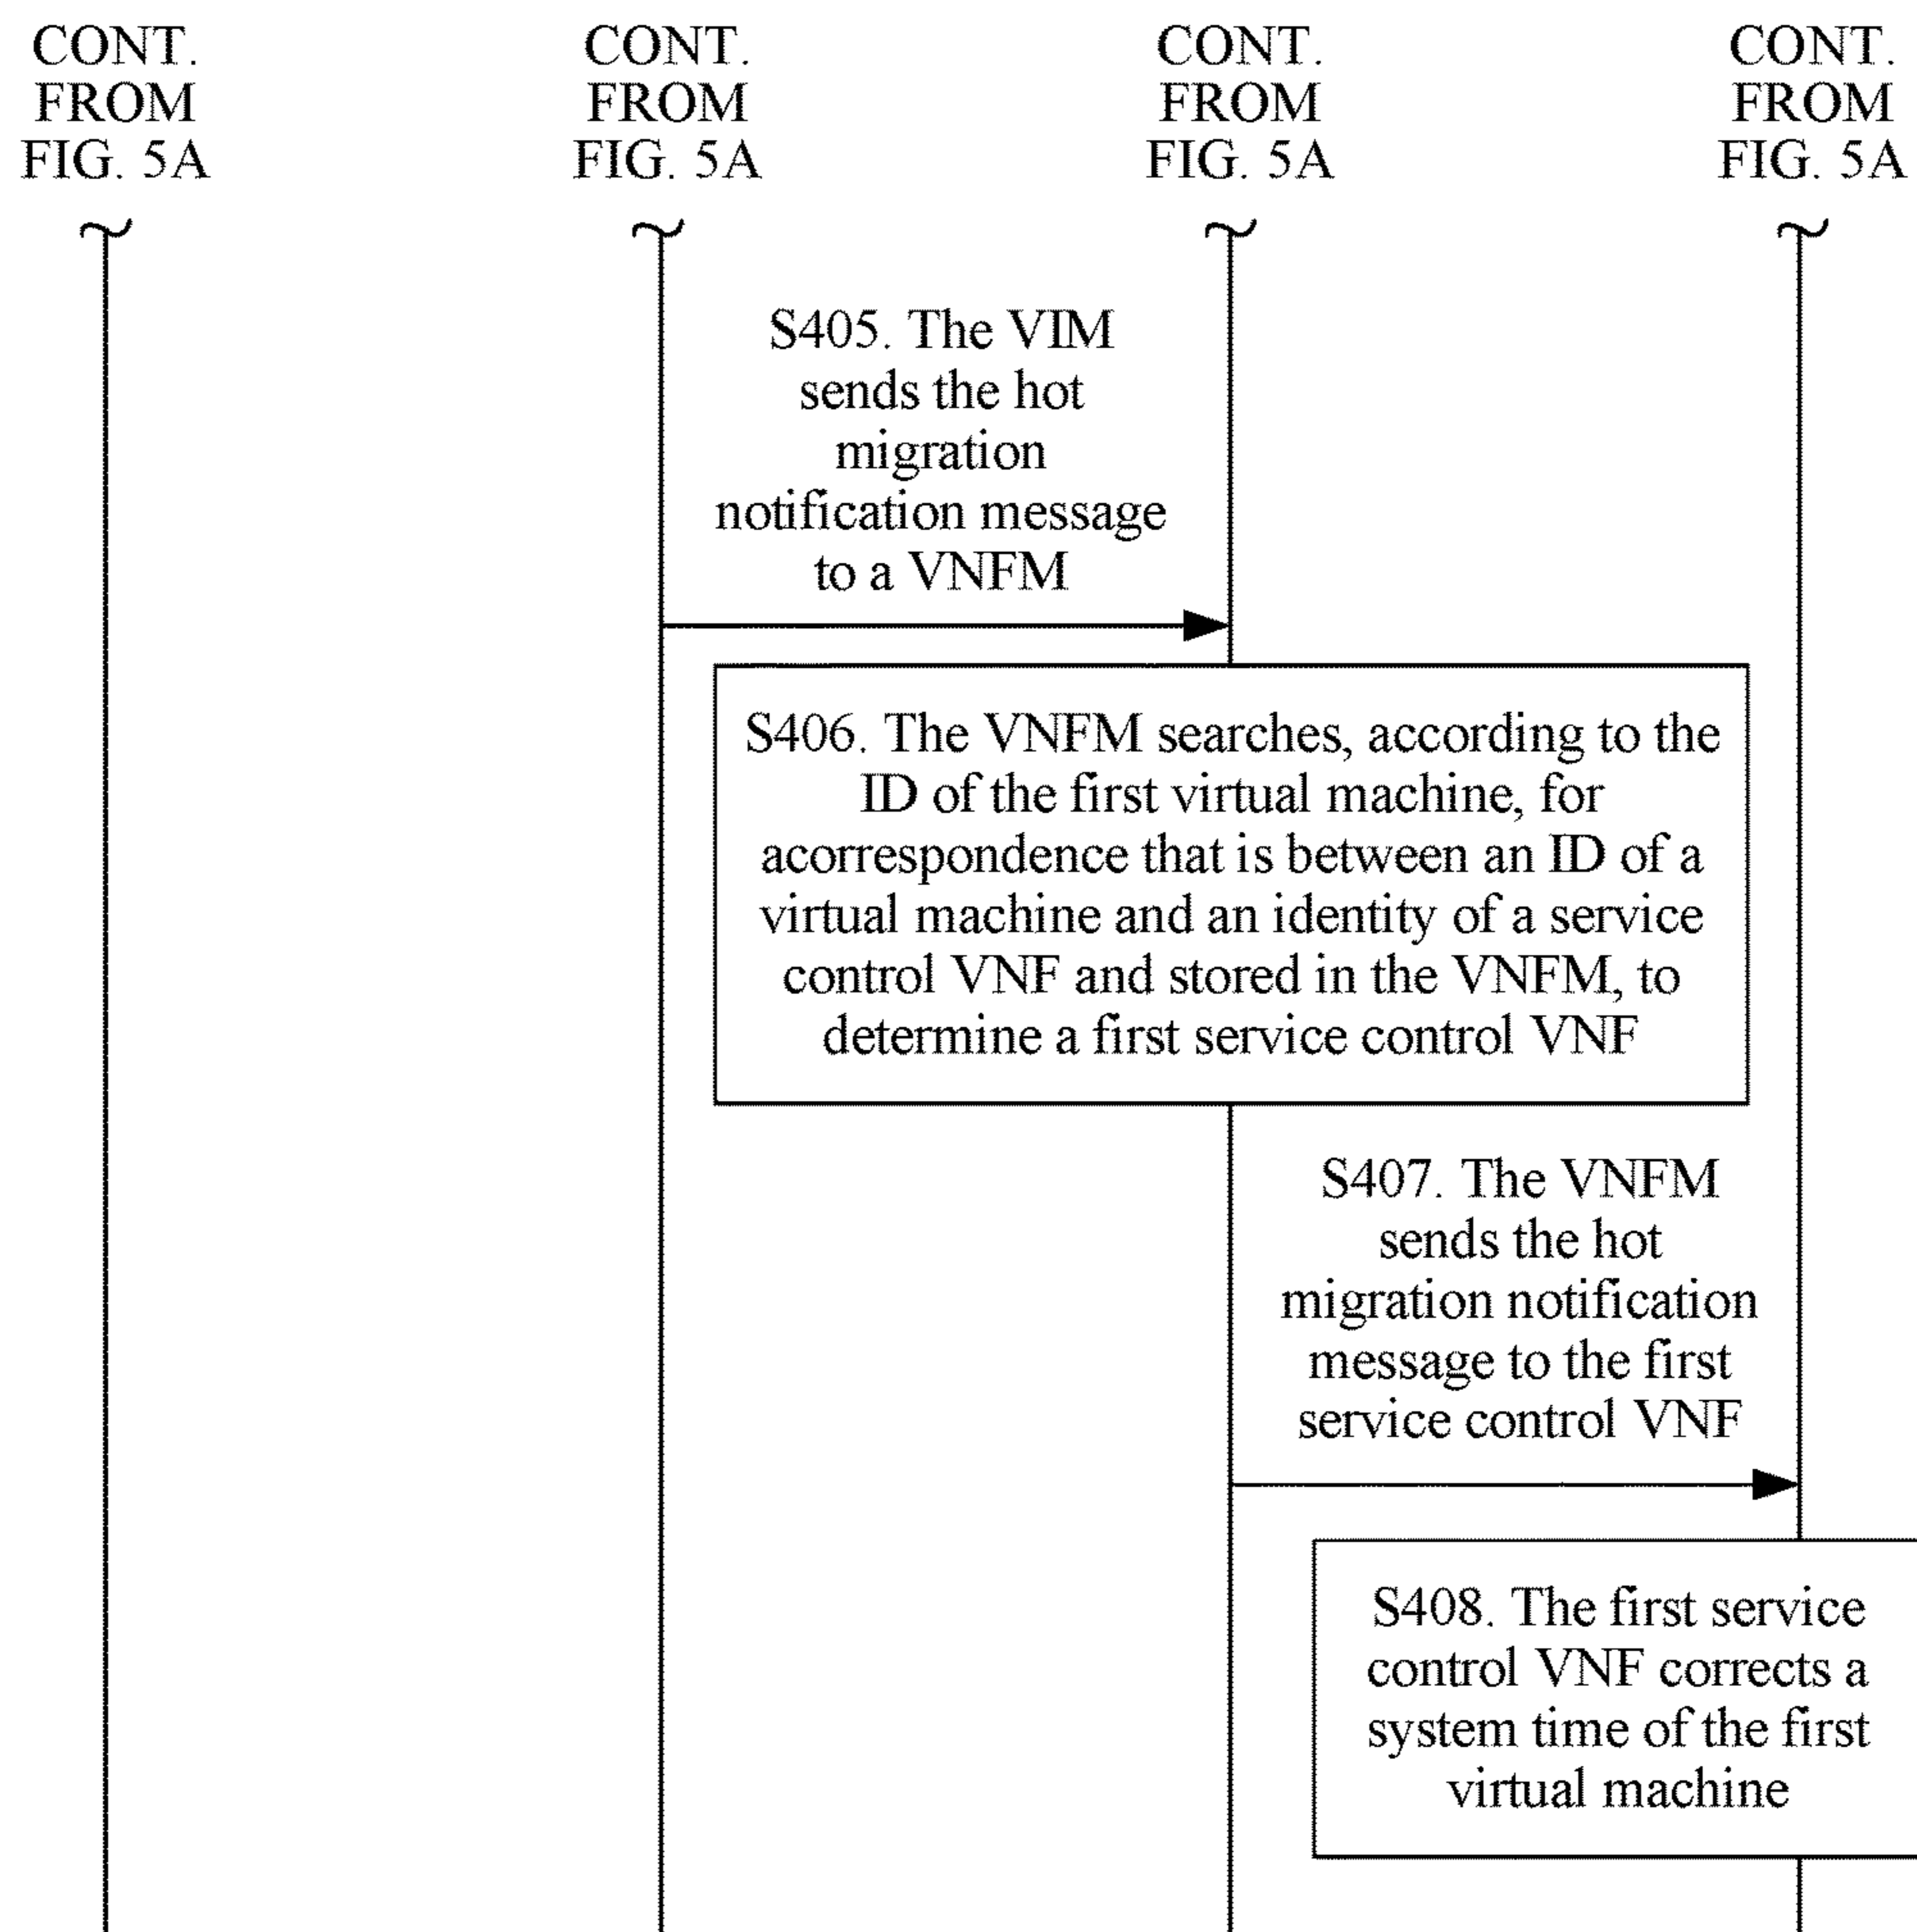 CONT.
FROM
FIG. 5A
CONT.
FROM
FIG. 5A
CONT.
FROM
FIG. 5A
CONT.
FROM
FIG. 5A
S405. The VIM
sends the hot
migration
notification message
to a VNFM
S406. The VNFM searches, according to the
ID of the first virtual machine, for
acorrespondence that is between an ID of a
virtual machine and an identity of a service
control VNF and stored in the VNFM, to
determine a first service control VNF
S407. The VNFM
sends the hot
migration notification
message to the first
service control VNF
S408. The first service
control VNF corrects a
system time of the first
virtual machine